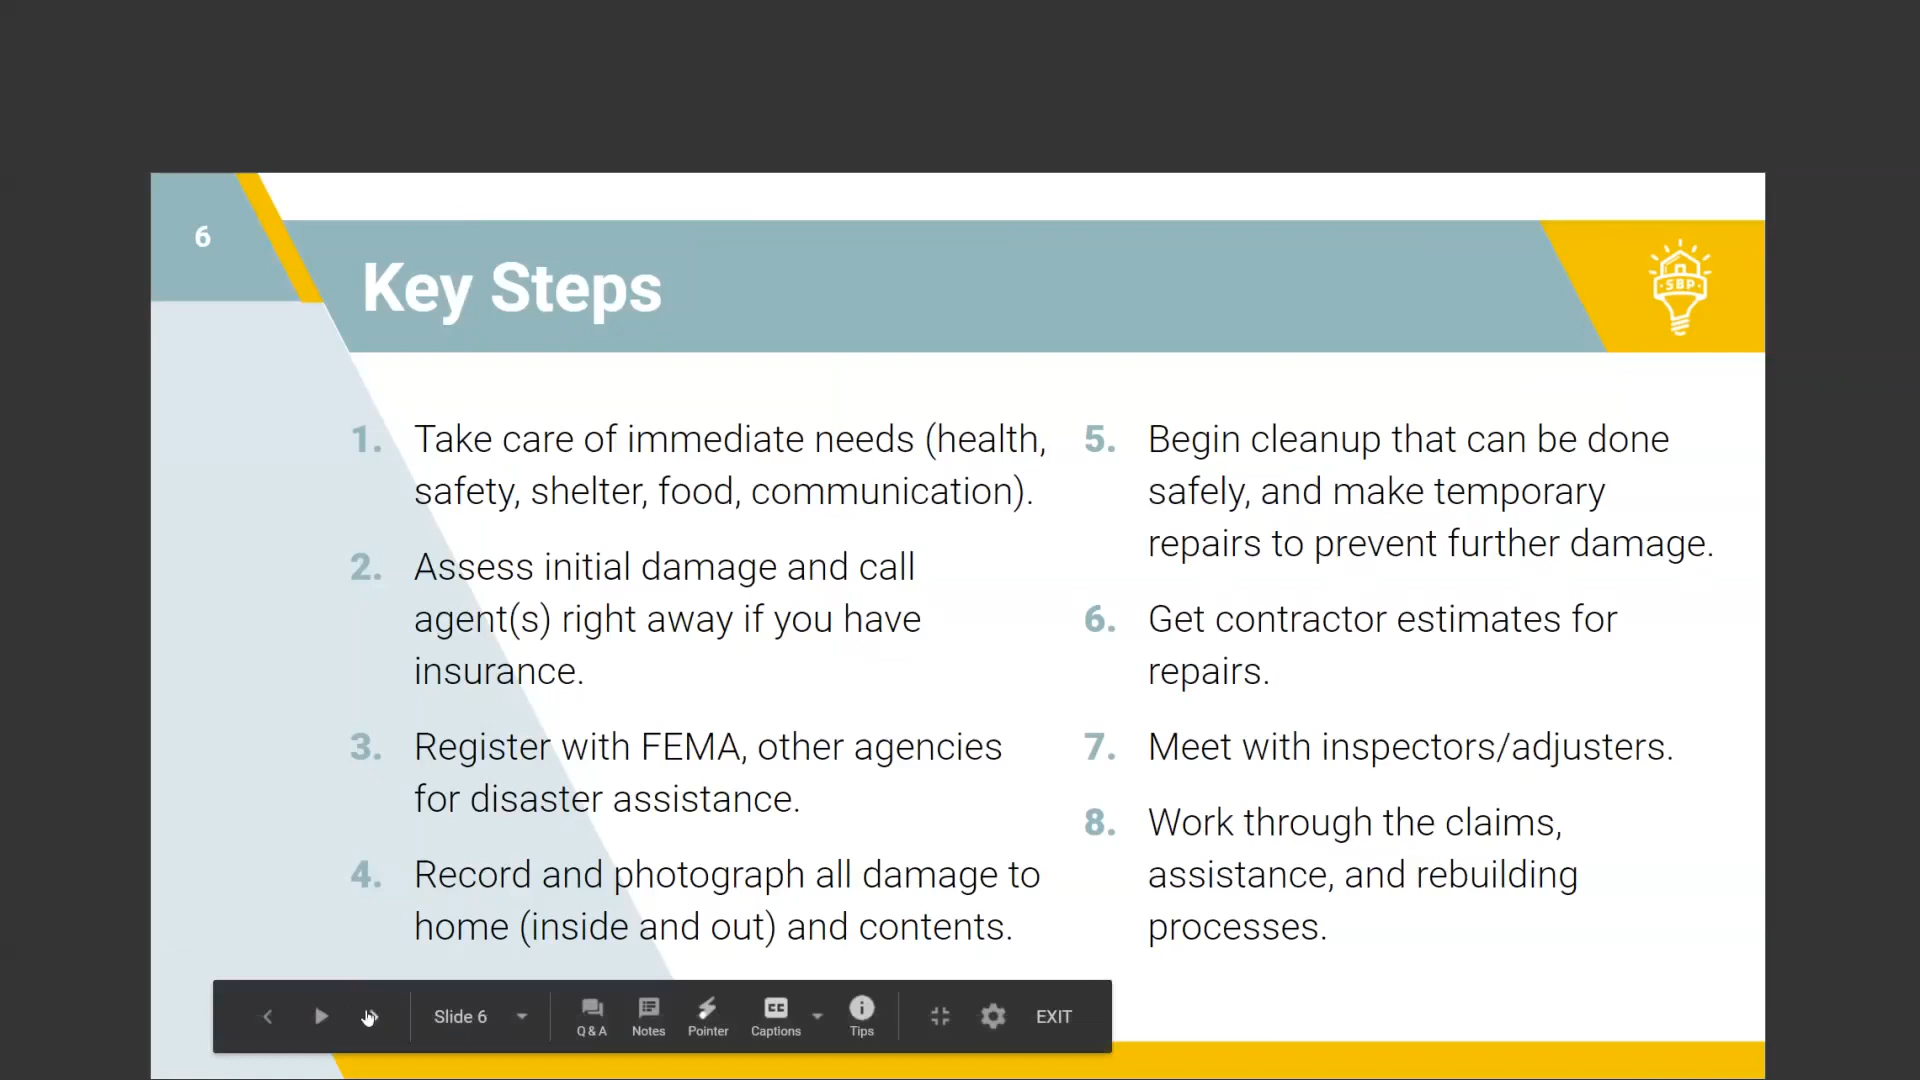 6
Key Steps
SBP
1. Take care of immediate needs (health,
safety, shelter, food, communication).
2. Assess initial damage and call
agent(s) right away if you have
insurance.
3. Register with FEMA, other agencies
for disaster assistance.
4. Record and photograph all damage to
home (inside and out) and contents.
5. Begin cleanup that can be done
safely, and make temporary
repairs to prevent further damage.
6. Get contractor estimates for
repairs.
7. Meet with inspectors/adjusters.
8. Work through the claims,
assistance, and rebuilding
processes.
Slide 6
Q & A
Notes
Pointer
CC
Captions
Tips
EXIT